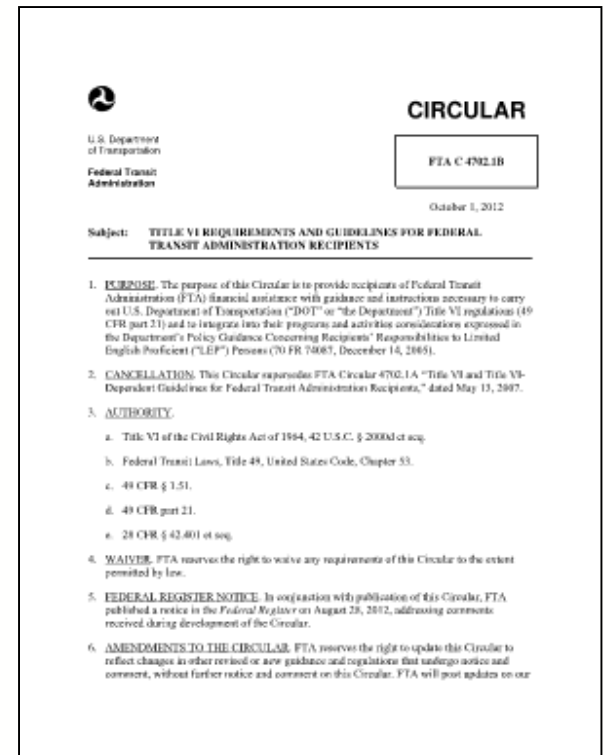 CIRCULAR
U.S. Department
of Transportation
Federal Transit
Administration
FTA C 4702.1B
October 1, 2012
Subject: TITLE VI REQUIREMENTS AND GUIDELINES FOR FEDERAL
TRANSIT ADMINISTRATION RECIPIENTS
1. PURPOSE. The purpose of this Circular is to provide recipients of Federal Transit
Administration (FTA) financial assistance with guidance and instructions necessary to carry
out U.S. Department of Transportation ("DOT" or "the Department") Title VI regulations (49
CFR part 21) and to integrate into their programs and activities considerations expressed in
the Department's Policy Guidance Concerning Recipients' Responsibilities to Limited
English Proficient ("LEP") Persons (70 FR 74087, December 14, 2005).
2. CANCELLATION. This Circular supersedes FTA Circular 4702.1A "Title VI and Title VI-
Dependent Guidelines for Federal Transit Administration Recipients," dated May 13, 2007.
3. AUTHORITY.
a. Title VI of the Civil Rights Act of 1964, 42 U.S.C. § 2000d et seq.
b. Federal Transit Laws, Title 49, United States Code, Chapter 53.
c. 49 CFR § 1.51.
d. 49 CFR part 21.
e. 28 CFR § 42.401 et seq.
4. WAIVER. FTA reserves the right to waive any requirements of this Circular to the extent
permitted by law.
5. FEDERAL REGISTER NOTICE. In conjunction with publication of this Circular, FTA
published a notice in the Federal Register on August 28, 2012, addressing comments
received during development of the Circular.
6. AMENDMENTS TO THE CIRCULAR. FTA reserves the right to update this Circular to
reflect changes in other revised or new guidance and regulations that undergo notice and
comment, without further notice and comment on this Circular. FTA will post updates on our